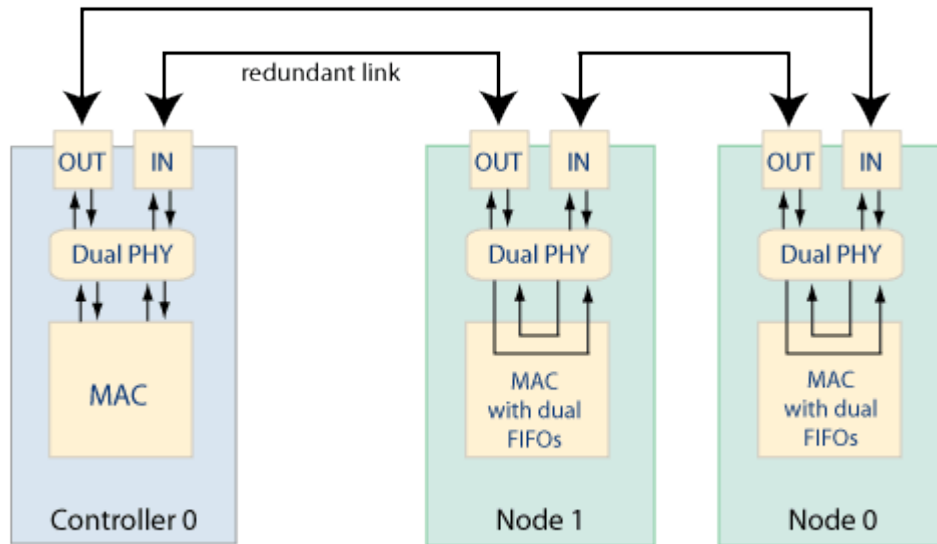 redundant link
OUT
IN
OUT
IN
OUT
IN
Dual PHY
Dual PHY
Dual PHY
MAC
MAC
with dual
FIFOs
MAC
with dual
FIFOs
Controller 0
Node 1
Node 0